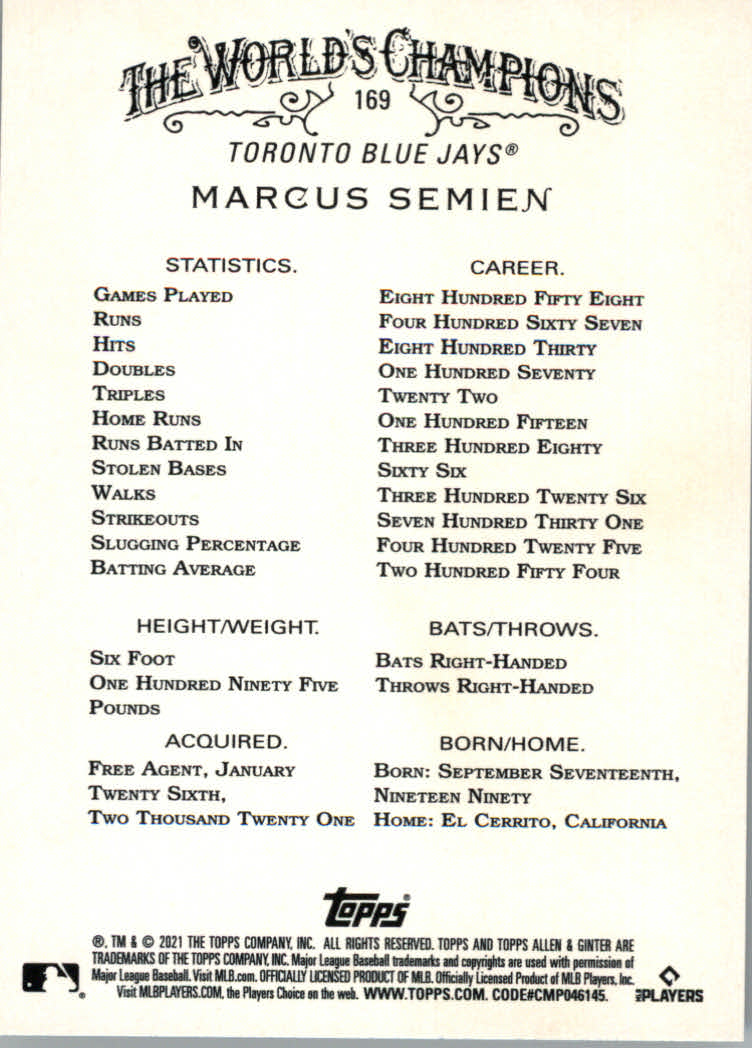 THE WORLD'S CHAMPIONS
169
TORONTO BLUE JAYS®
MARCUS SEMIEN
STATISTICS. CAREER.
GAMES PLAYED EIGHT HUNDRED FIFTY EIGHT
RUNS FOUR HUNDRED SIXTY SEVEN
HITS EIGHT HUNDRED THIRTY
DOUBLES ONE HUNDRED SEVENTY
TRIPLES TWENTY TWO
HOME RUNS ONE HUNDRED FIFTEEN
RUNS BATTED IN THREE HUNDRED EIGHTY
STOLEN BASES SIXTY SIX
WALKS THREE HUNDRED TWENTY SIX
STRIKEOUTS SEVEN HUNDRED THIRTY ONE
SLUGGING PERCENTAGE FOUR HUNDRED TWENTY FIVE
BATTING AVERAGE TWO HUNDRED FIFTY FOUR
HEIGHT/WEIGHT.
SIX FOOT
ONE HUNDRED NINETY FIVE
POUNDS
BATS/THROWS.
BATS RIGHT-HANDED
THROWS RIGHT-HANDED
ACQUIRED.
FREE AGENT, JANUARY
TWENTY SIXTH,
TWO THOUSAND TWENTY ONE
BORN/HOME.
BORN: SEPTEMBER SEVENTEENTH,
NINETEEN NINETY
HOME: EL CERRITO, CALIFORNIA
Topps®
®, TM & © 2021 THE TOPPS COMPANY, INC. ALL RIGHTS RESERVED. TOPPS AND TOPPS ALLEN & GINTER ARE
TRADEMARKS OF THE TOPPS COMPANY, INC. Major League Baseball trademarks and copyrights are used with permission of
Major League Baseball. Visit MLB.com. OFFICIALLY LICENSED PRODUCT OF MLB. Officially Licensed Product of MLB Players, Inc.
Visit MLBPLAYERS.COM, the Players Choice on the web. WWW.TOPPS.COM. CODE#CMP046145.
®
MLB PLAYERS